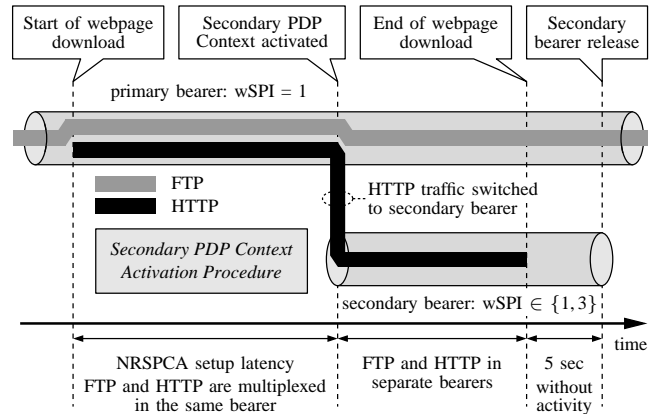 Start of webpage
download
Secondary PDP
Context activated
End of webpage
download
Secondary
bearer release
primary bearer: wSPI = 1
FTP
HTTP
HTTP traffic switched
to secondary bearer
Secondary PDP Context
Activation Procedure
secondary bearer: wSPI ∈ {1, 3}
time
NRSPCA setup latency
FTP and HTTP are multiplexed
in the same bearer
FTP and HTTP in
separate bearers
5 sec
without
activity